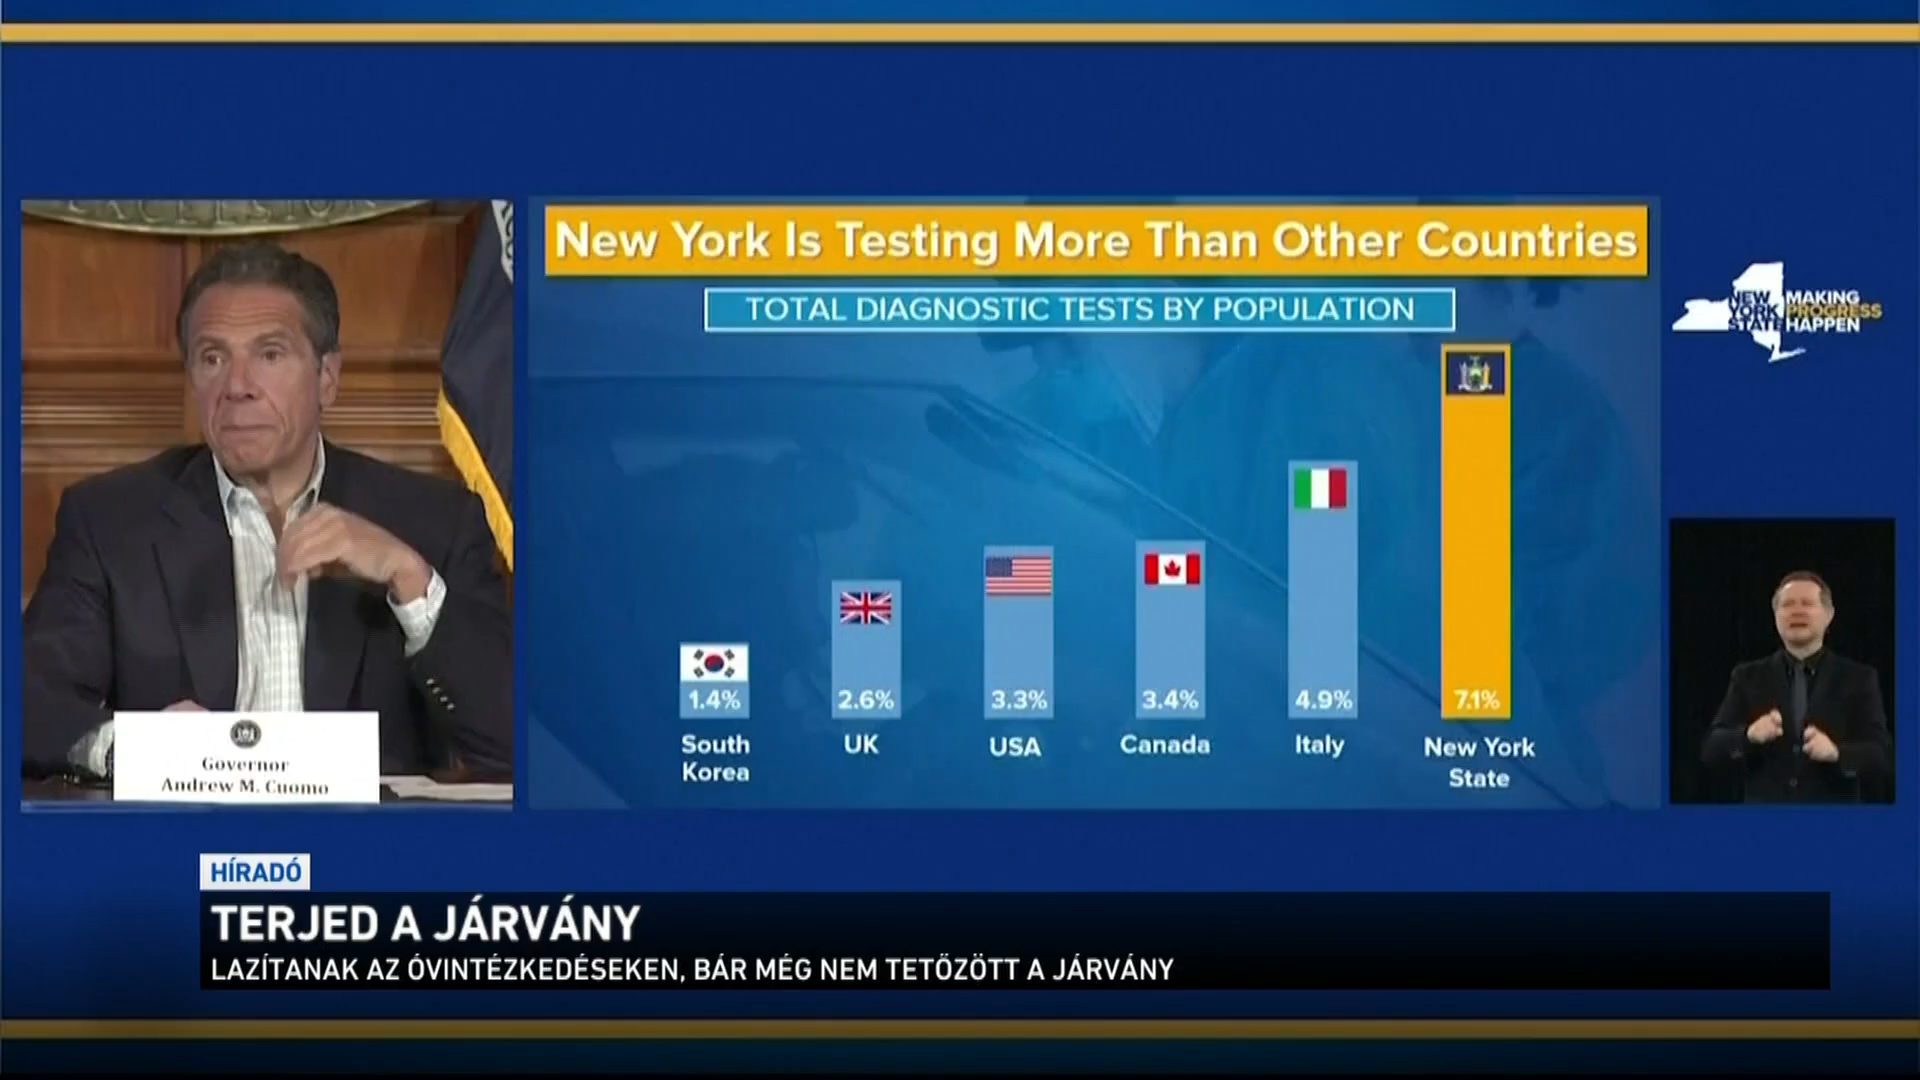 EXCELSIOR
New York Is Testing More Than Other Countries
TOTAL DIAGNOSTIC TESTS BY POPULATION
NEW YORK STATE
MAKING PROGRESS HAPPEN
1.4%
2.6%
3.3%
3.4%
4.9%
7.1%
South Korea
UK
USA
Canada
Italy
New York State
Governor
Andrew M. Cuomo
HÍRADÓ
TERJED A JÁRVÁNY
LAZÍTANAK AZ ÓVINTÉZKEDÉSEKEN, BÁR MÉG NEM TETŐZÖTT A JÁRVÁNY